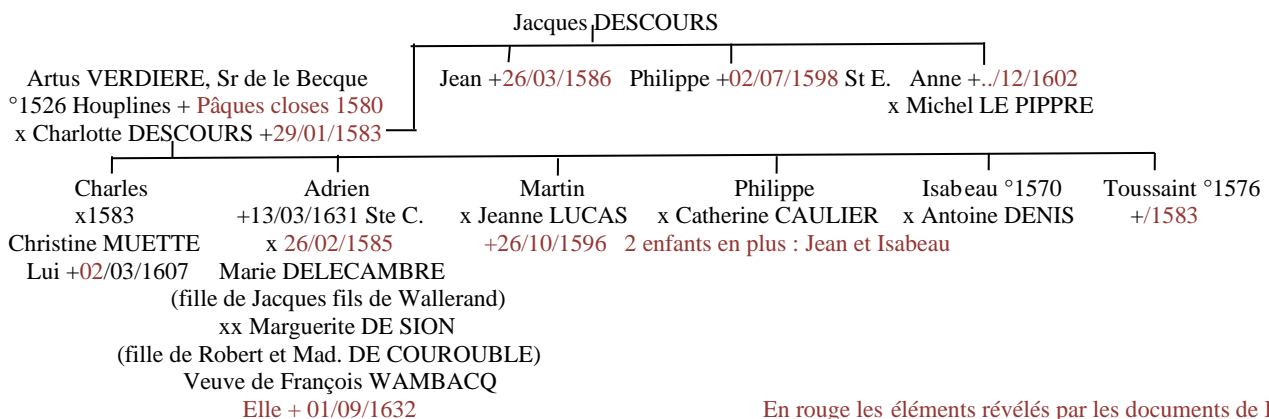 Jacques DESCOURS
Artus VERDIERE, Sr de le Becque
°1526 Houplines + Pâques closes 1580
x Charlotte DESCOURS +29/01/1583
Jean +26/03/1586
Philippe +02/07/1598 St E.
Anne +../12/1602
x Michel LE PIPPRE
Charles
x1583
Christine MUETTE
Lui +02/03/1607
Adrien
+13/03/1631 Ste C.
x 26/02/1585
Marie DELECAMBRE
(fille de Jacques fils de Wallerand)
xx Marguerite DE SION
(fille de Robert et Mad. DE COUROUBLE)
Veuve de François WAMBACQ
Elle + 01/09/1632
Martin
x Jeanne LUCAS
+26/10/1596
Philippe
x Catherine CAULIER
2 enfants en plus : Jean et Isabeau
Isabeau °1570
x Antoine DENIS
Toussaint °1576
+/1583
En rouge les éléments révélés par les documents de